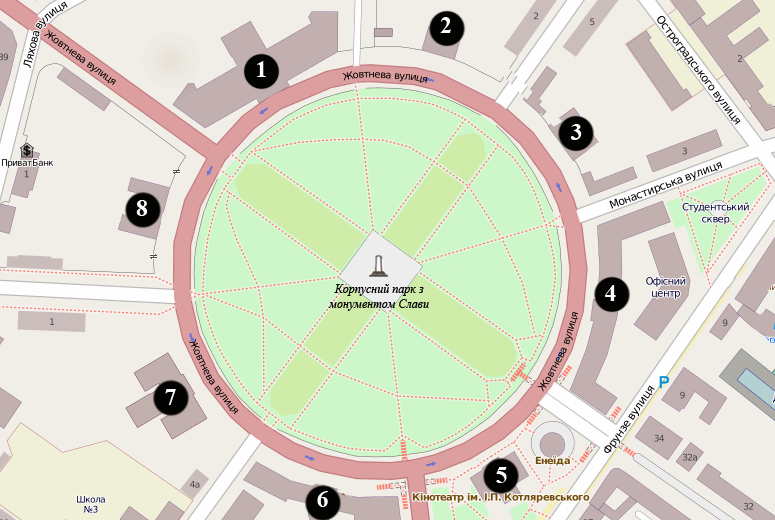 Ляхова вулиця
Жовтнева вулиця
39
1
2
2
5
Остроградського вулиця
2
Жовтнева вулиця
3
3
Монастирська вулиця
$
ПриватБанк
1
8
Студентський
сквер
Корпусний парк з
монументом Слави
4
Офісний
центр
1
9
Жовтнева вулиця
Жовтнева вулиця
P
7
9
Фрунзе вулиця
34
32а
Енеїда
5
Кінотеатр ім. І.П. Котляревського
4а
6
Школа
№3
32